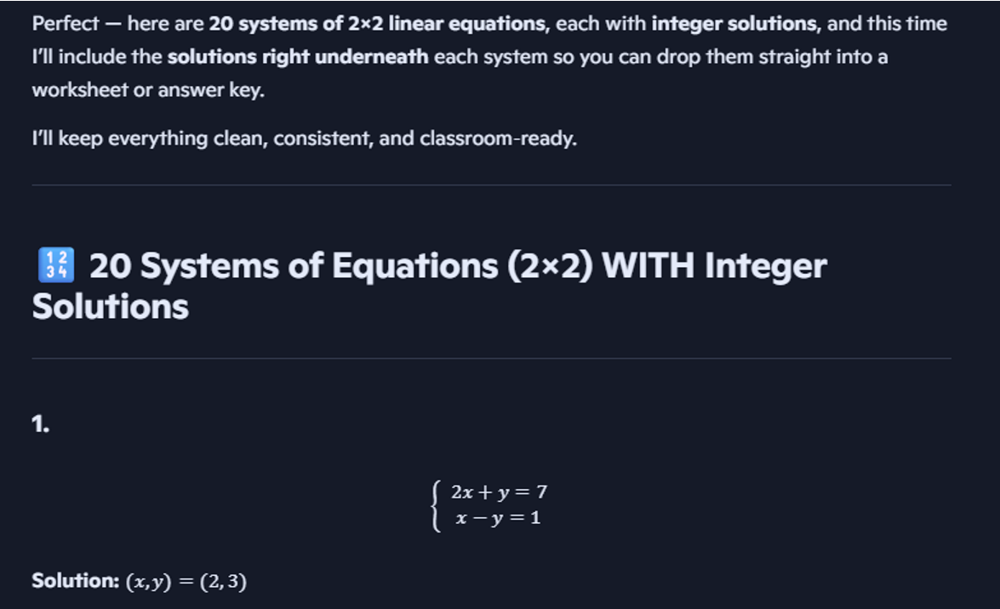 Perfect — here are 20 systems of 2×2 linear equations, each with integer solutions, and this time
I’ll include the solutions right underneath each system so you can drop them straight into a
worksheet or answer key.
I’ll keep everything clean, consistent, and classroom-ready.
🔢 20 Systems of Equations (2×2) WITH Integer
Solutions
1.
2x + y = 7
x − y = 1
Solution: (x,y) = (2,3)